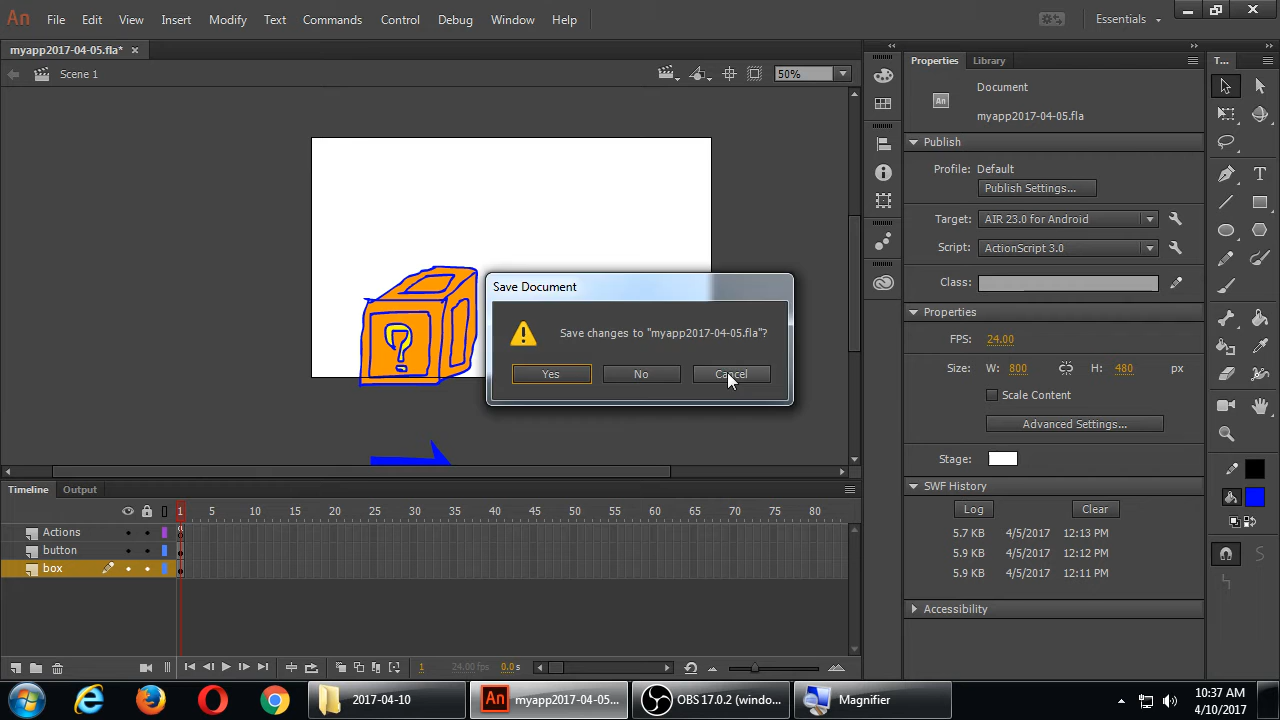 An File Edit View Insert Modify Text Commands Control Debug Window Help Essentials
myapp2017-04-05.fla* ×
Scene 1 50%
Properties Library T...
An Document
myapp2017-04-05.fla
Publish
Profile: Default
Publish Settings...
Target: AIR 23.0 for Android
Script: ActionScript 3.0
Class:
Properties
FPS: 24.00
Size: W: 800 H: 480 px
Scale Content
Advanced Settings...
Stage:
SWF History
Log Clear
5.7 KB 4/5/2017 12:13 PM
5.9 KB 4/5/2017 12:12 PM
5.9 KB 4/5/2017 12:11 PM
Accessibility
?
Save Document
Save changes to "myapp2017-04-05.fla"?
Yes No Cancel
Timeline Output
1 5 10 15 20 25 30 35 40 45 50 55 60 65 70 75 80
Actions
button
box
1 24.00 fps 0.0 s
2017-04-10 An myapp2017-04-05... OBS 17.0.2 (windo... Magnifier
10:37 AM
4/10/2017